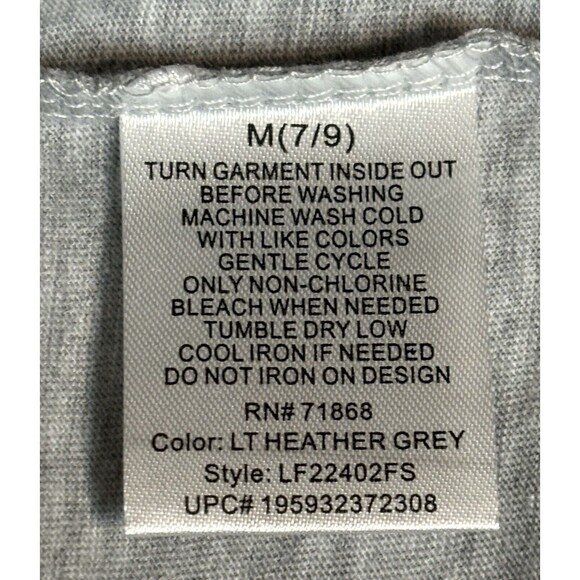 M(7/9)
TURN GARMENT INSIDE OUT
BEFORE WASHING
MACHINE WASH COLD
WITH LIKE COLORS
GENTLE CYCLE
ONLY NON-CHLORINE
BLEACH WHEN NEEDED
TUMBLE DRY LOW
COOL IRON IF NEEDED
DO NOT IRON ON DESIGN
RN# 71868
Color: LT HEATHER GREY
Style: LF22402FS
UPC# 195932372308